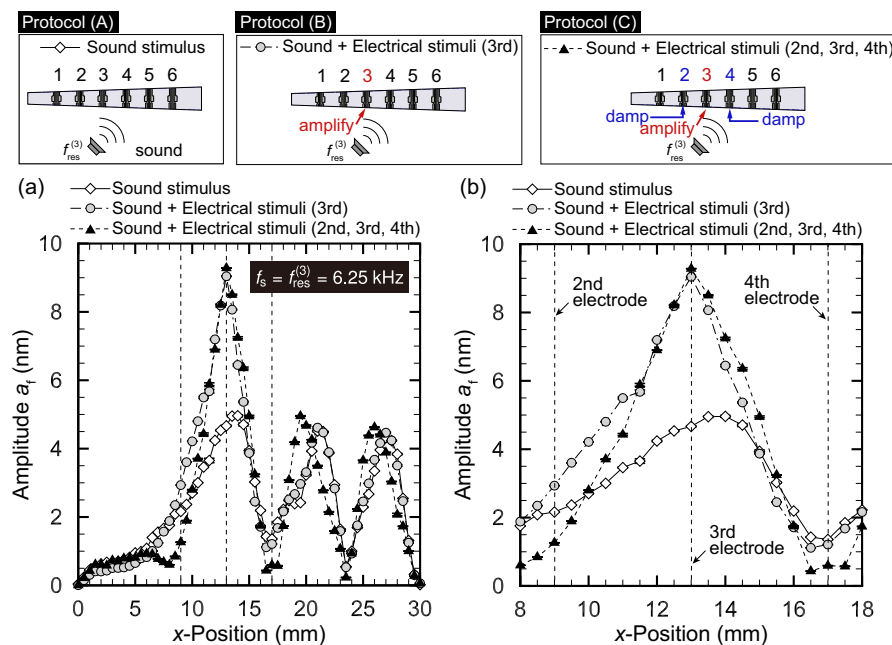 Protocol (A)
Sound stimulus
1 2 3 4 5 6
f_res^(3)
sound
Protocol (B)
Sound + Electrical stimuli (3rd)
1 2 3 4 5 6
amplify
f_res^(3)
Protocol (C)
Sound + Electrical stimuli (2nd, 3rd, 4th)
1 2 3 4 5 6
damp
amplify
damp
f_res^(3)
(a)
Sound stimulus
Sound + Electrical stimuli (3rd)
Sound + Electrical stimuli (2nd, 3rd, 4th)
f_s = f_res^(3) = 6.25 kHz
Amplitude a_f (nm)
10
8
6
4
2
0
0 5 10 15 20 25 30
x-Position (mm)
(b)
Sound stimulus
Sound + Electrical stimuli (3rd)
Sound + Electrical stimuli (2nd, 3rd, 4th)
2nd
electrode
4th
electrode
3rd
electrode
Amplitude a_f (nm)
10
8
6
4
2
0
8 10 12 14 16 18
x-Position (mm)